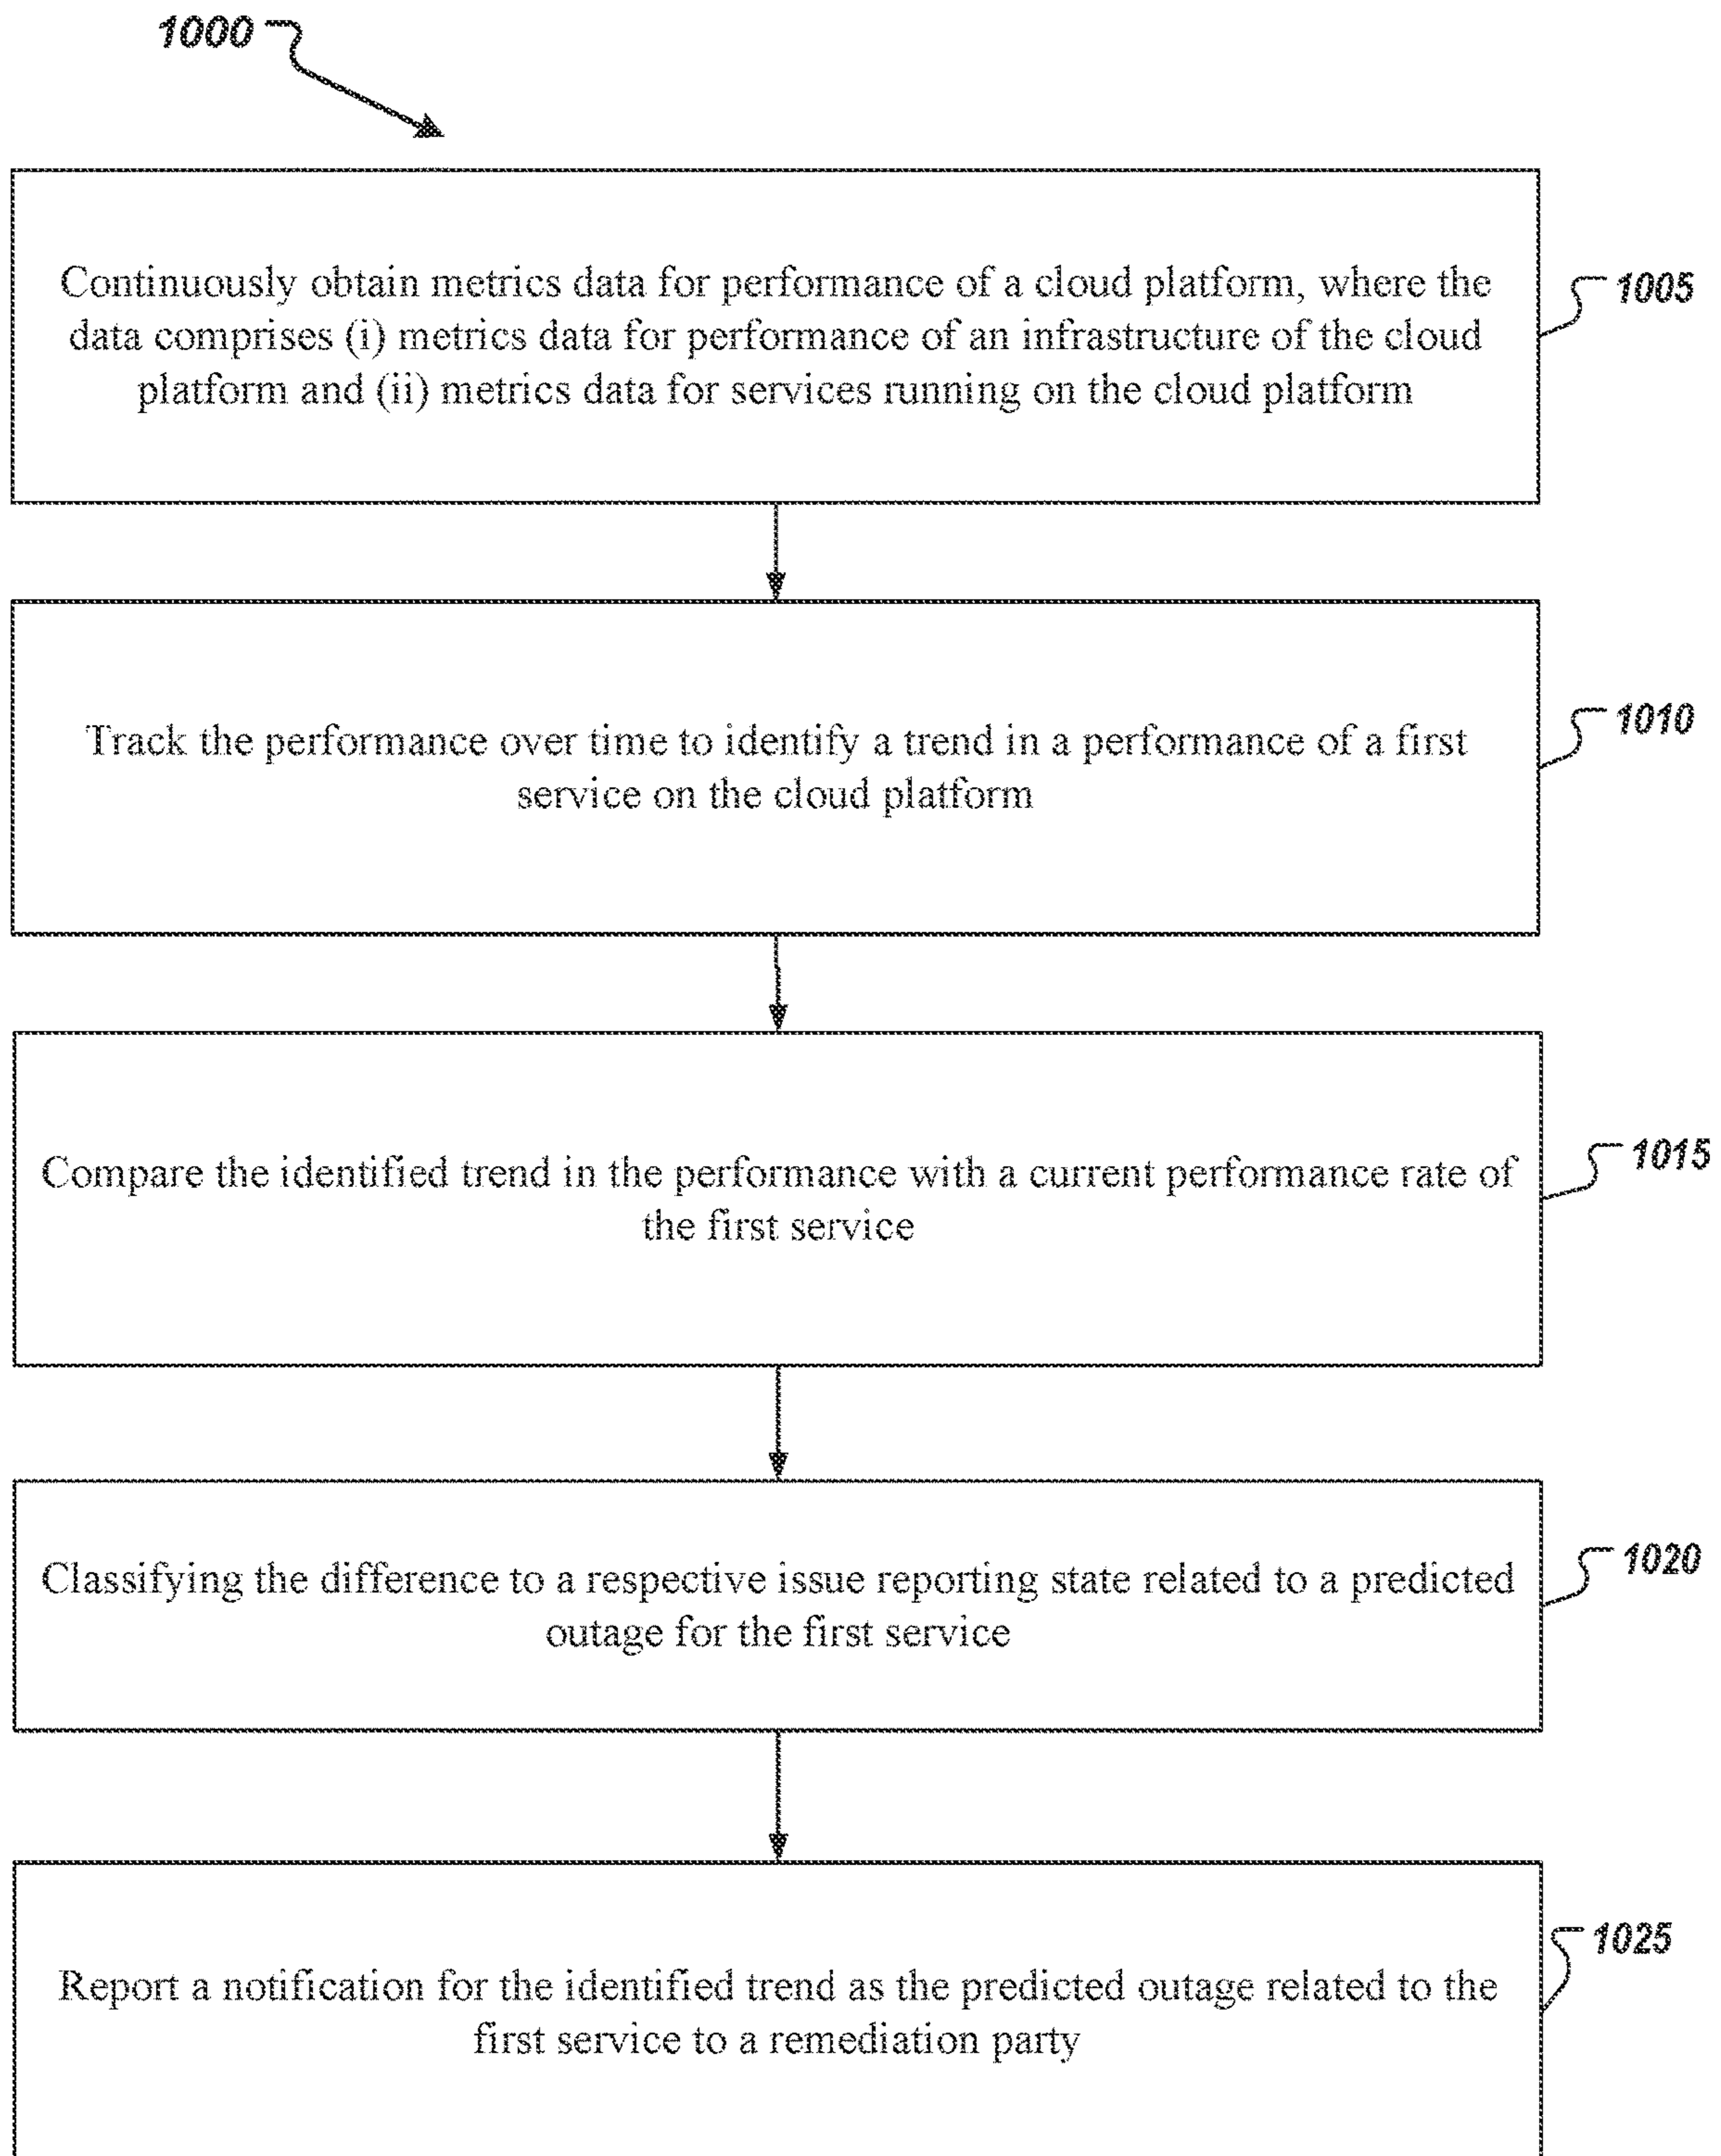 1000
Continuously obtain metrics data for performance of a cloud platform, where the
data comprises (i) metrics data for performance of an infrastructure of the cloud
platform and (ii) metrics data for services running on the cloud platform
1005
Track the performance over time to identify a trend in a performance of a first
service on the cloud platform
1010
Compare the identified trend in the performance with a current performance rate of
the first service
1015
Classifying the difference to a respective issue reporting state related to a predicted
outage for the first service
1020
Report a notification for the identified trend as the predicted outage related to the
first service to a remediation party
1025